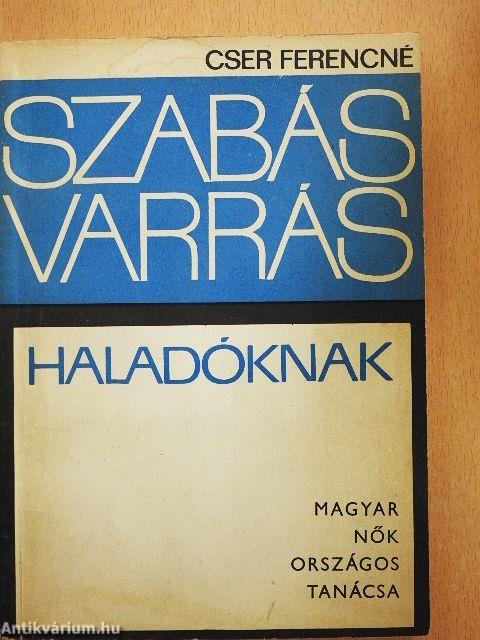 CSER FERENCNÉ
SZABÁS
VARRÁS
HALADÓKNAK
MAGYAR
NŐK
ORSZÁGOS
TANÁCSA
Antikvárium.hu